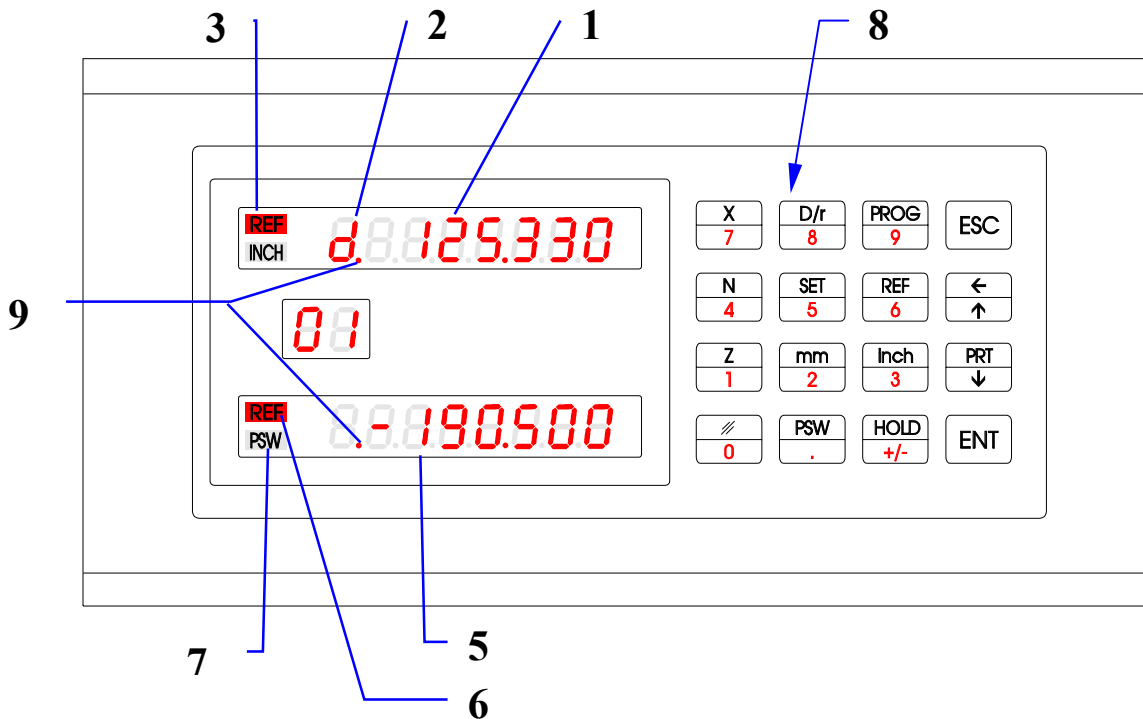 3 2 1 8
REF
INCH d. 125.330
9
01
REF
PSW .-190.500
X D/r PROG ESC
7 8 9
N SET REF ←
4 5 6 ↑
Z mm Inch PRT
1 2 3 ↓
⫽ PSW HOLD ENT
0 . +/-
7 5
6